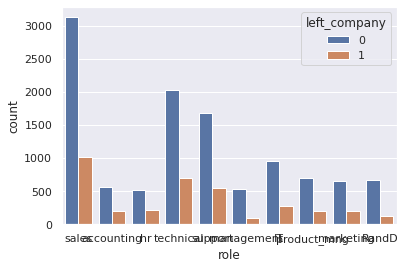 3000
2500
2000
1500
1000
500
0
count
left_company
0
1
sales accounting hr technical support management IT product_mng marketing RandD
role